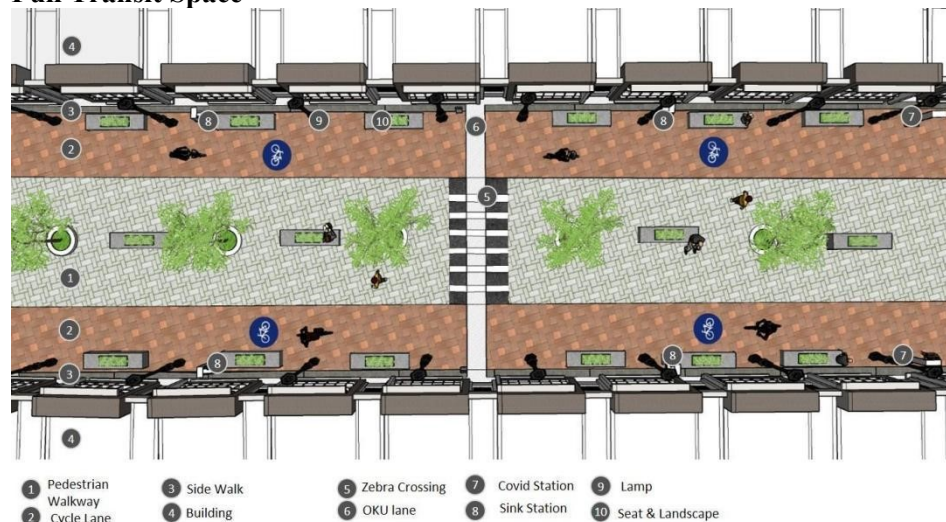 Full Transit Space
4
3
8
9
10
6
8
7
2
5
1
2
8
8
7
3
4
1 Pedestrian Walkway
2 Cycle Lane
3 Side Walk
4 Building
5 Zebra Crossing
6 OKU lane
7 Covid Station
8 Sink Station
9 Lamp
10 Seat & Landscape